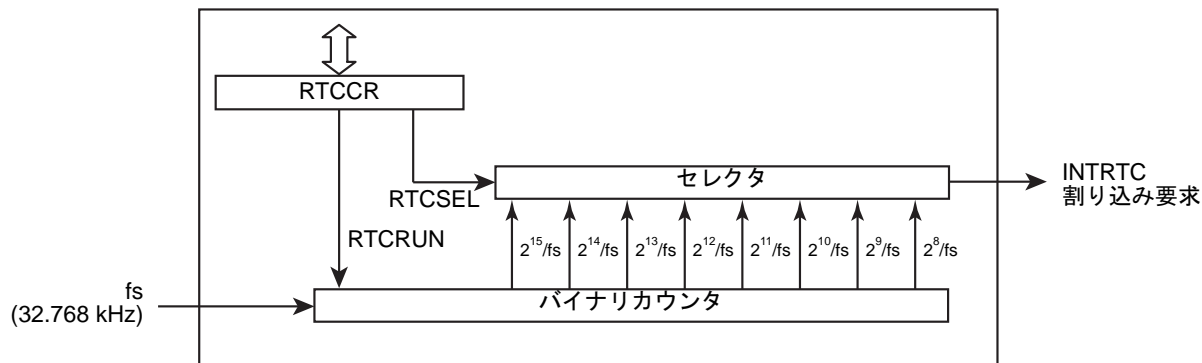 RTCCR
セレクタ
INTRTC
割り込み要求
RTCSEL
RTCRUN
2^15/fs 2^14/fs 2^13/fs 2^12/fs 2^11/fs 2^10/fs 2^9/fs 2^8/fs
fs
(32.768 kHz)
バイナリカウンタ